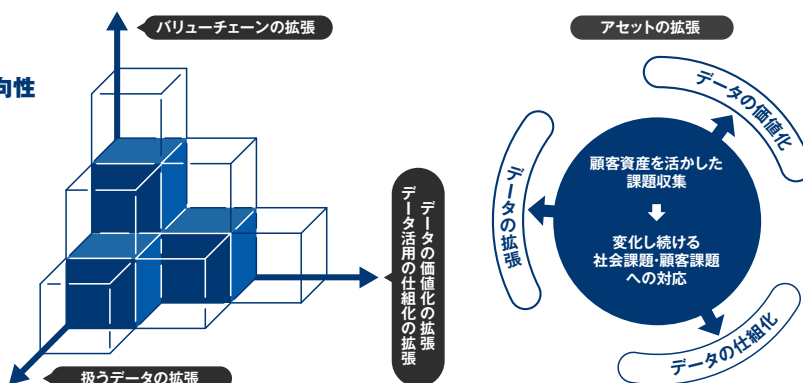 向性
バリューチェーンの拡張
データの価値化の拡張
データ活用の仕組化の拡張
扱うデータの拡張
アセットの拡張
データの価値化
データの拡張
データの仕組化
顧客資産を活かした
課題収集
変化し続ける
社会課題・顧客課題
への対応